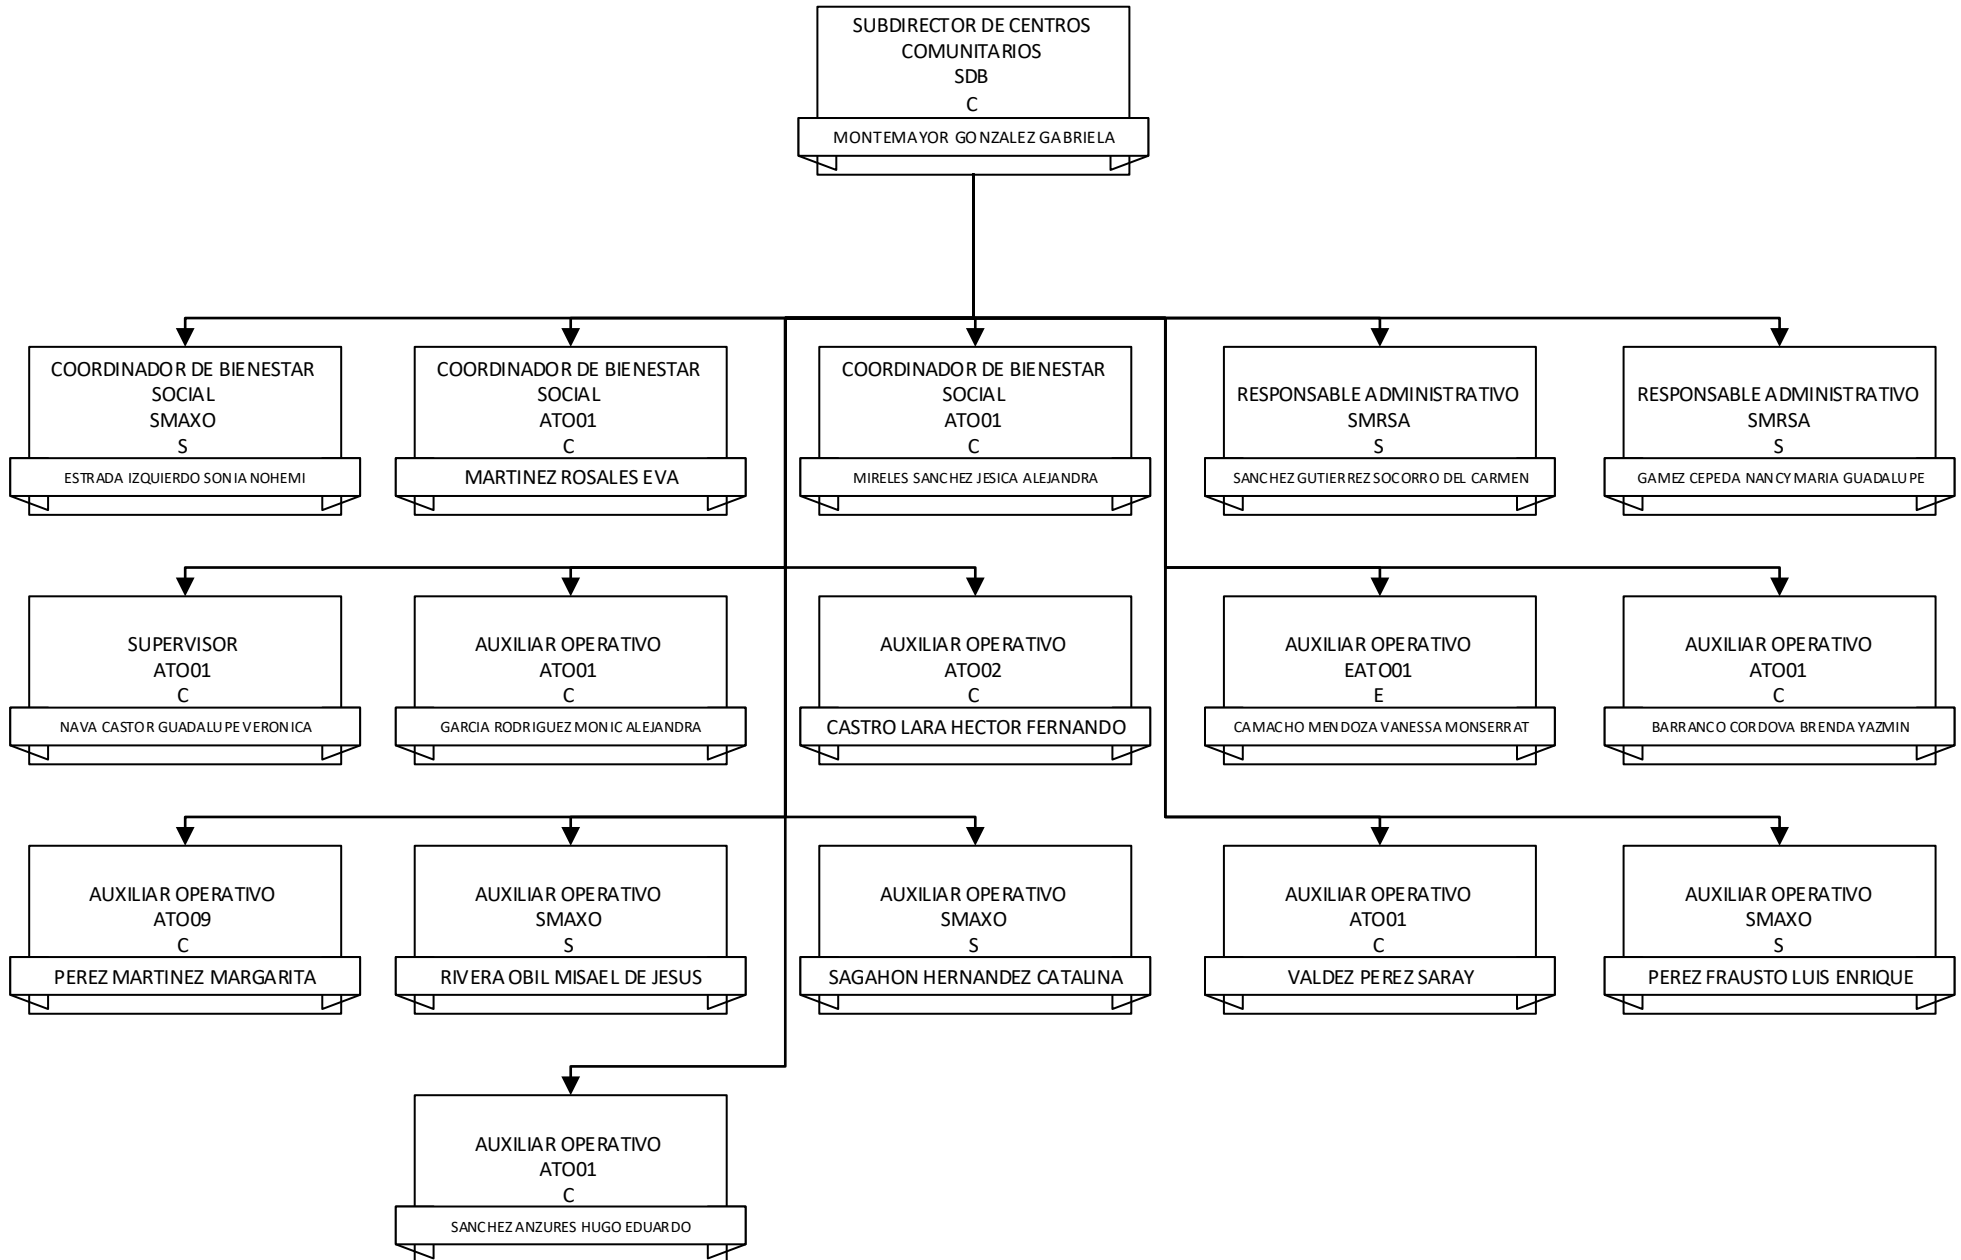 SUBDIRECTOR DE CENTROS
COMUNITARIOS
SDB
C
MONTEMAYOR GONZALEZ GABRIELA
COORDINADOR DE BIENESTAR
SOCIAL
SMAXO
S
ESTRADA IZQUIERDO SONIA NOHEMI
COORDINADOR DE BIENESTAR
SOCIAL
ATO01
C
MARTINEZ ROSALES EVA
COORDINADOR DE BIENESTAR
SOCIAL
ATO01
C
MIRELES SANCHEZ JESICA ALEJANDRA
RESPONSABLE ADMINISTRATIVO
SMRSA
S
SANCHEZ GUTIERREZ SOCORRO DEL CARMEN
RESPONSABLE ADMINISTRATIVO
SMRSA
S
GAMEZ CEPEDA NANCY MARIA GUADALUPE
SUPERVISOR
ATO01
C
NAVA CASTOR GUADALUPE VERONICA
AUXILIAR OPERATIVO
ATO01
C
GARCIA RODRIGUEZ MONIC ALEJANDRA
AUXILIAR OPERATIVO
ATO02
C
CASTRO LARA HECTOR FERNANDO
AUXILIAR OPERATIVO
EATO01
E
CAMACHO MENDOZA VANESSA MONSERRAT
AUXILIAR OPERATIVO
ATO01
C
BARRANCO CORDOVA BRENDA YAZMIN
AUXILIAR OPERATIVO
ATO09
C
PEREZ MARTINEZ MARGARITA
AUXILIAR OPERATIVO
SMAXO
S
RIVERA OBIL MISAEL DE JESUS
AUXILIAR OPERATIVO
SMAXO
S
SAGAHON HERNANDEZ CATALINA
AUXILIAR OPERATIVO
ATO01
C
VALDEZ PEREZ SARAY
AUXILIAR OPERATIVO
SMAXO
S
PEREZ FRAUSTO LUIS ENRIQUE
AUXILIAR OPERATIVO
ATO01
C
SANCHEZ ANZURES HUGO EDUARDO